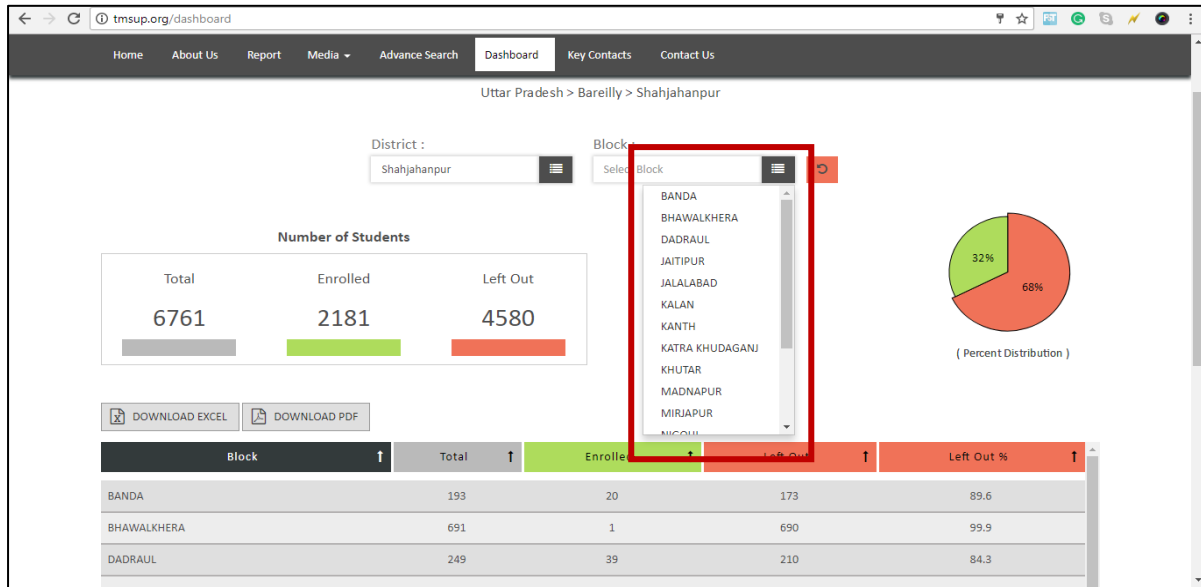 tmsup.org/dashboard
Home About Us Report Media Advance Search Dashboard Key Contacts Contact Us
Uttar Pradesh > Bareilly > Shahjahanpur
District : Block :
Shahjahanpur Select Block
BANDA
BHAWALKHERA
DADRAUL
JAITIPUR
JALALABAD
KALAN
KANTH
KATRA KHUDAGANJ
KHUTAR
MADNAPUR
MIRJAPUR
Number of Students
Total Enrolled Left Out
6761 2181 4580
32%
68%
( Percent Distribution )
DOWNLOAD EXCEL DOWNLOAD PDF
Block Total Enrolled Left Out Left Out %
BANDA 193 20 173 89.6
BHAWALKHERA 691 1 690 99.9
DADRAUL 249 39 210 84.3